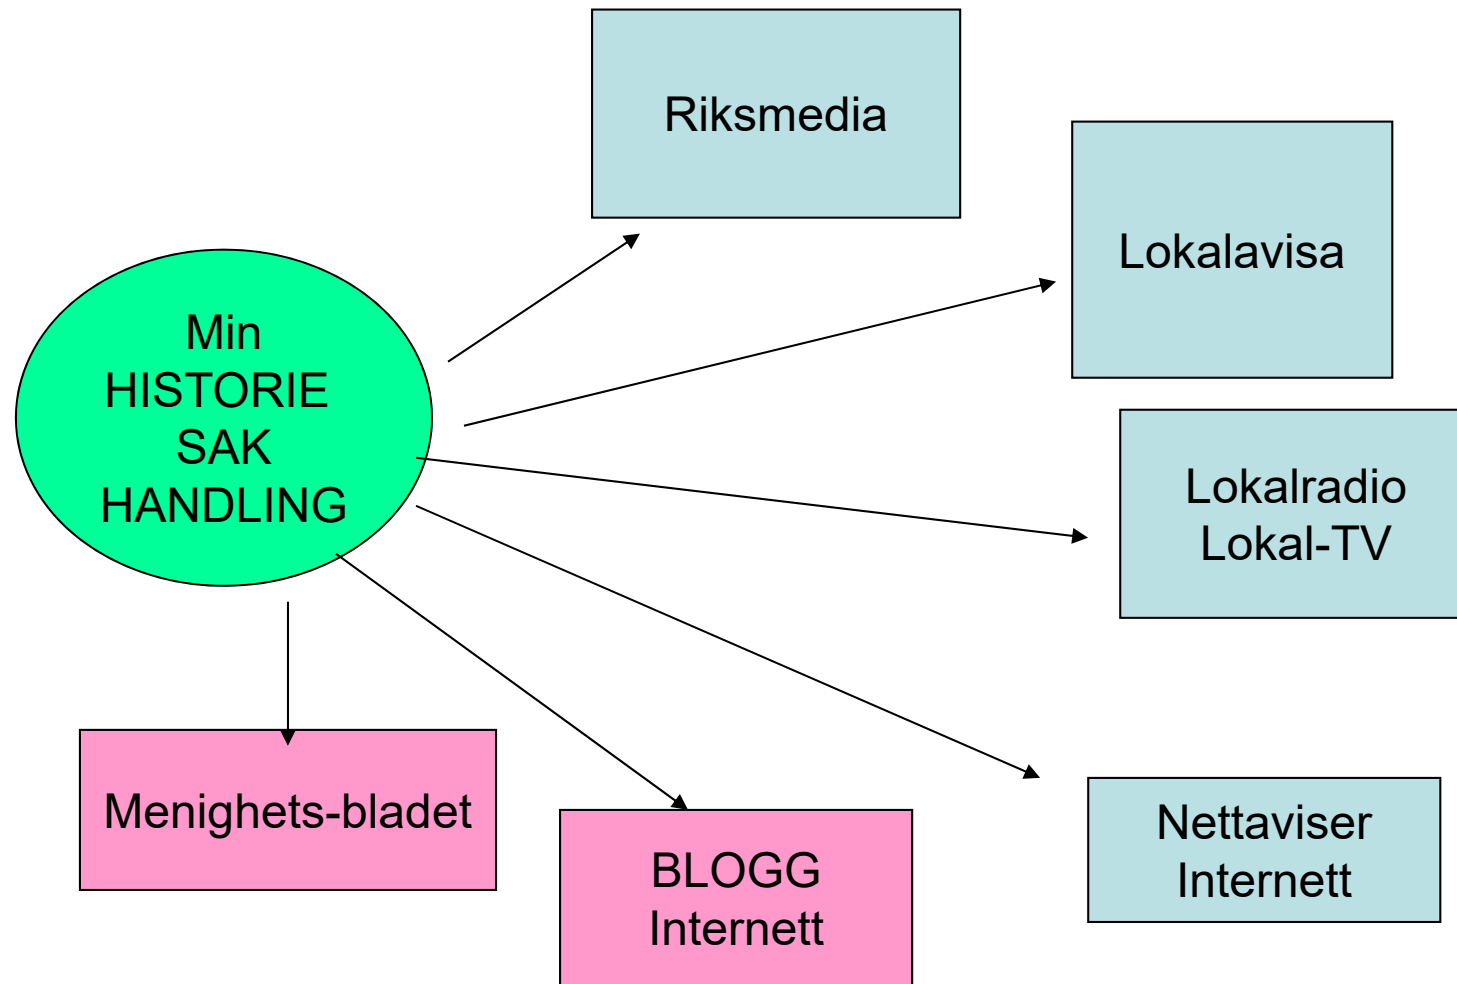 Riksmedia
Lokalavisa
Min
HISTORIE
SAK
HANDLING
Lokalradio
Lokal-TV
Menighets-bladet
BLOGG
Internett
Nettaviser
Internett